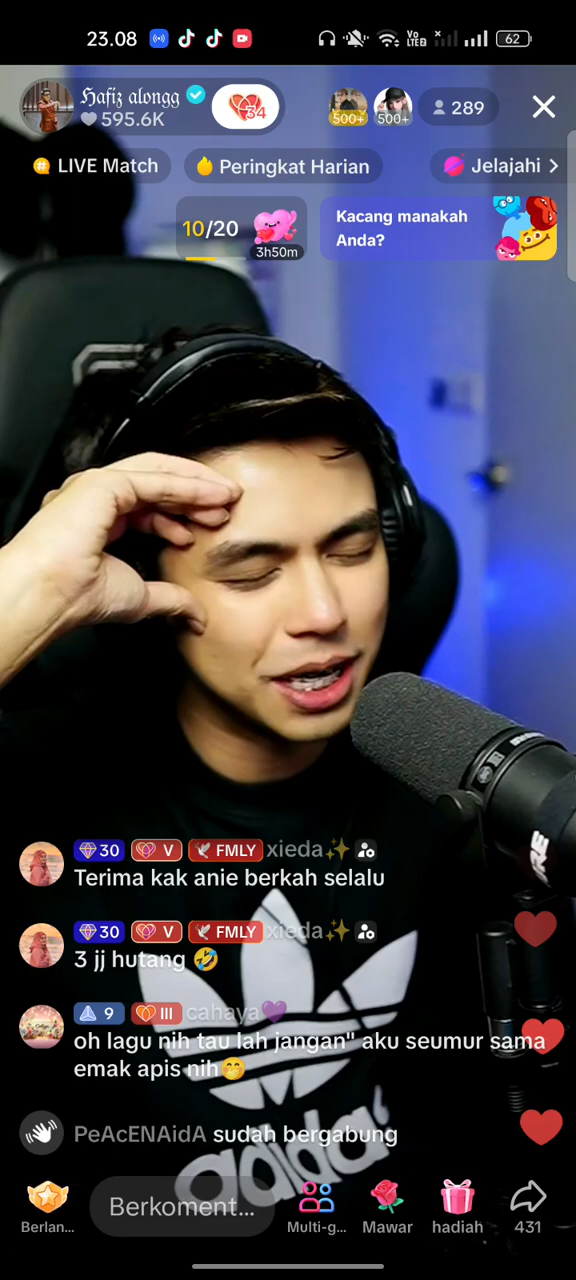 23.08
Vo LTE2
62
Hafiz alongg
34
595.6K
500+
500+
289
LIVE Match
Peringkat Harian
Jelajahi >
10/20
3h50m
Kacang manakah
Anda?
30 V FMLY xieda✨
Terima kak anie berkah selalu
30 V FMLY xieda✨
3 jj hutang 🤣
9 III cahaya💜
oh lagu nih tau lah jangan" aku seumur sama
emak apis nih🤭
PeAcENAidA sudah bergabung
adidas
Berlan...
Berkoment...
Multi-g...
Mawar
hadiah
431